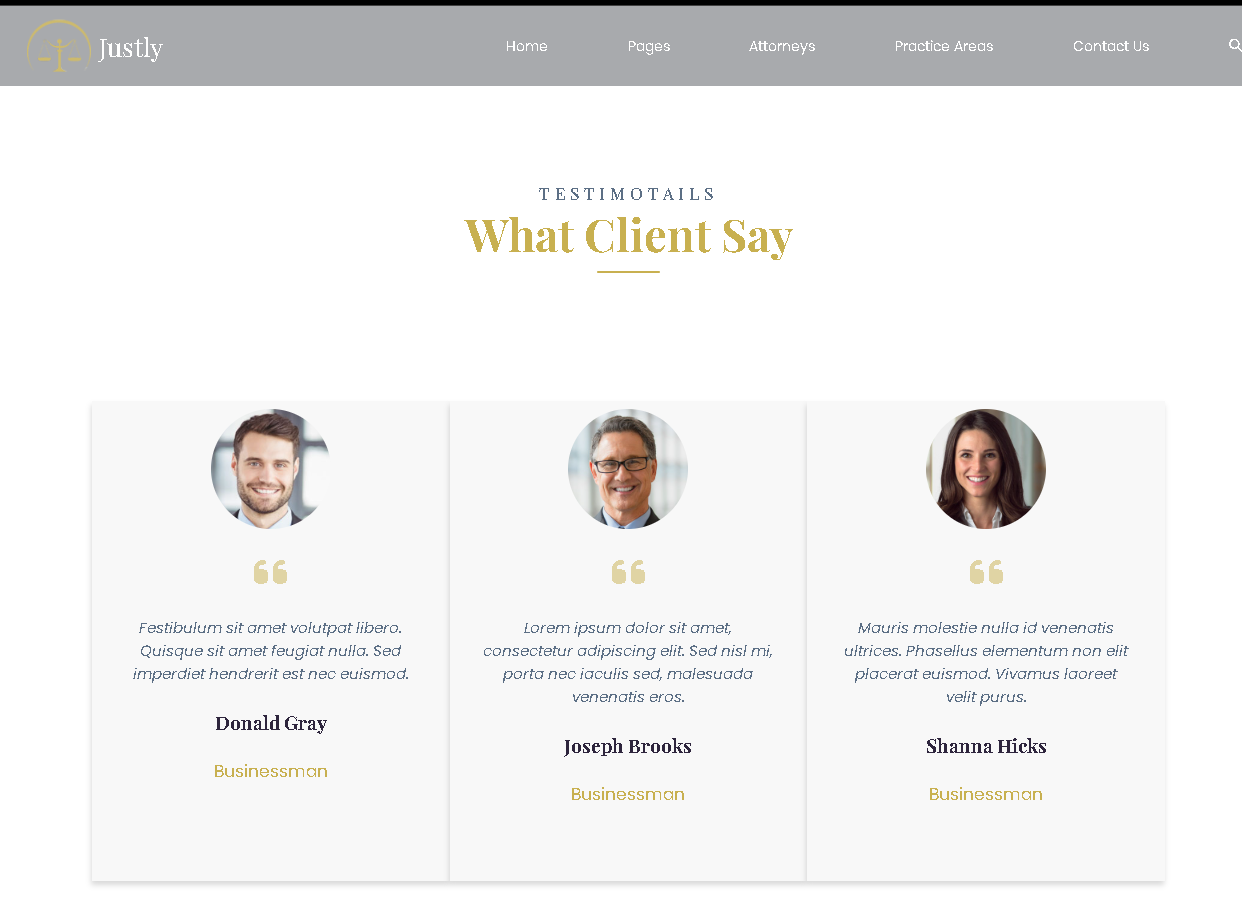 Justly
Home
Pages
Attorneys
Practice Areas
Contact Us
TESTIMOTAILS
What Client Say
Festibulum sit amet volutpat libero.
Quisque sit amet feugiat nulla. Sed
imperdiet hendrerit est nec euismod.
Donald Gray
Businessman
Lorem ipsum dolor sit amet,
consectetur adipiscing elit. Sed nisl mi,
porta nec iaculis sed, malesuada
venenatis eros.
Joseph Brooks
Businessman
Mauris molestie nulla id venenatis
ultrices. Phasellus elementum non elit
placerat euismod. Vivamus laoreet
velit purus.
Shanna Hicks
Businessman